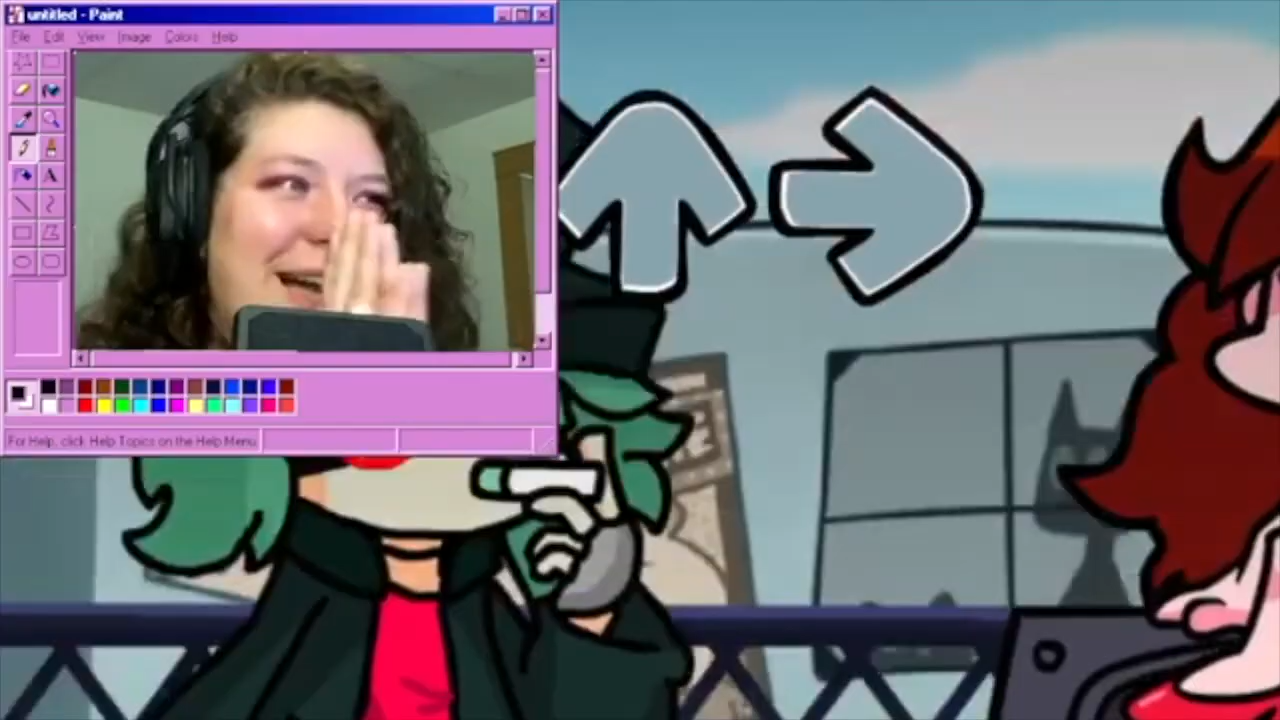 untitled - Paint
File Edit View Image Colors Help
A
For Help, click Help Topics on the Help Menu.